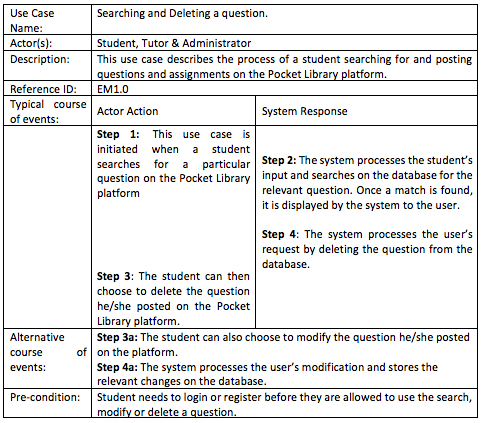 Use Case Searching and Deleting a question.
Name:
Actor(s): Student, Tutor & Administrator
Description: This use case describes the process of a student searching for and posting
questions and assignments on the Pocket Library platform.
Reference ID: EM1.0
Typical course
of events:
Actor Action
System Response
Step 1: This use case is
initiated when a student
searches for a particular
question on the Pocket Library
platform
Step 2: The system processes the student's
input and searches on the database for the
relevant question. Once a match is found,
it is displayed by the system to the user.
Step 3: The student can then
choose to delete the question
he/she posted on the Pocket
Library platform.
Step 4: The system processes the user's
request by deleting the question from the
database.
Alternative
course of
events:
Step 3a: The student can also choose to modify the question he/she posted
on the platform.
Step 4a: The system processes the user's modification and stores the
relevant changes on the database.
Pre-condition: Student needs to login or register before they are allowed to use the search,
modify or delete a question.